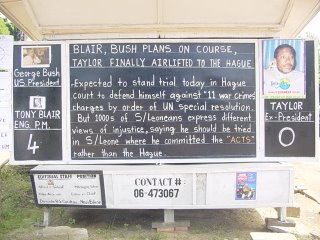 George Bush
US. President
TONY BLAIR
ENG. P.M.
4
BLAIR, BUSH PLANS ON COURSE,
TAYLOR FINALLY AIRLIFTED TO THE HAGUE
-Expected to stand trial today in Hague
court to defend himself against "11 war crimes
charges by order of UN special resolution.
But 1000s of S/Leoneans express different
views of injustice, saying he should be tried
in S/Leone where he committed the "ACTS"
rather than the Hague.
TAYLOR
Ex-President
0
EDITORIAL STAFF POSITION
CONTACT #:
06-473067